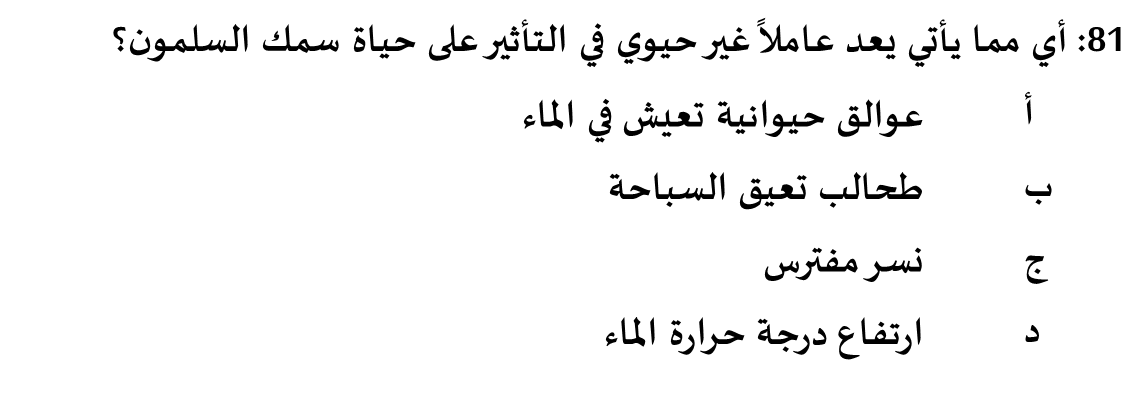 81: أي مما يأتي يعد عاملاً غير حيوي في التأثير على حياة سمك السلمون؟
أ عوالق حيوانية تعيش في الماء
ب طحالب تعيق السباحة
ج نسر مفترس
د ارتفاع درجة حرارة الماء